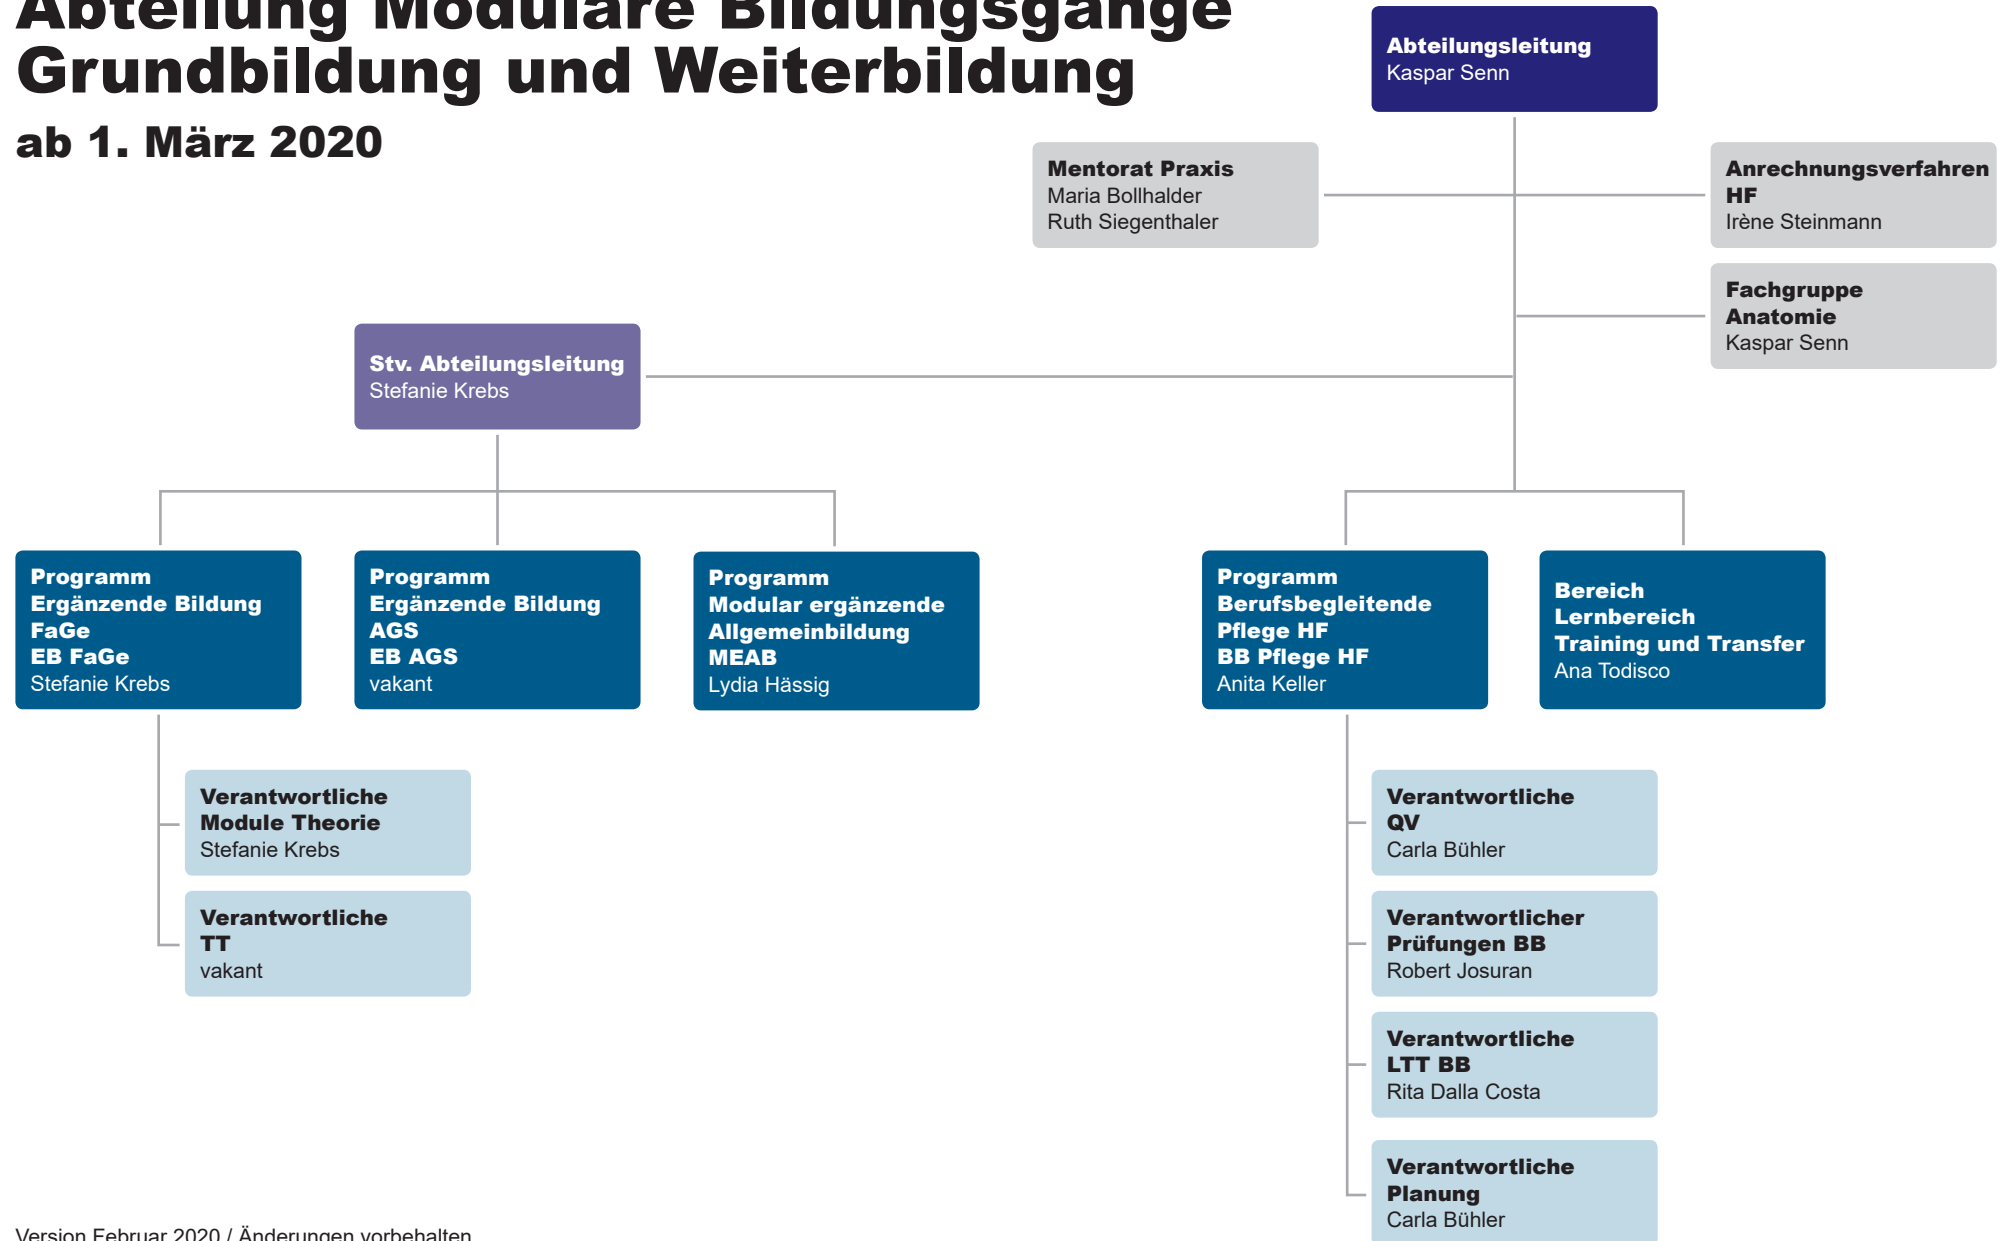 Abteilung Modulare Bildungsgänge
Grundbildung und Weiterbildung
ab 1. März 2020
Abteilungsleitung
Kaspar Senn
Mentorat Praxis
Maria Bollhalder
Ruth Siegenthaler
Anrechnungsverfahren
HF
Irène Steinmann
Fachgruppe
Anatomie
Kaspar Senn
Stv. Abteilungsleitung
Stefanie Krebs
Programm
Ergänzende Bildung
FaGe
EB FaGe
Stefanie Krebs
Programm
Ergänzende Bildung
AGS
EB AGS
vakant
Programm
Modular ergänzende
Allgemeinbildung
MEAB
Lydia Hässig
Programm
Berufsbegleitende
Pflege HF
BB Pflege HF
Anita Keller
Bereich
Lernbereich
Training und Transfer
Ana Todisco
Verantwortliche
Module Theorie
Stefanie Krebs
Verantwortliche
TT
vakant
Verantwortliche
QV
Carla Bühler
Verantwortlicher
Prüfungen BB
Robert Josuran
Verantwortliche
LTT BB
Rita Dalla Costa
Verantwortliche
Planung
Carla Bühler
Version Februar 2020 / Änderungen vorbehalten